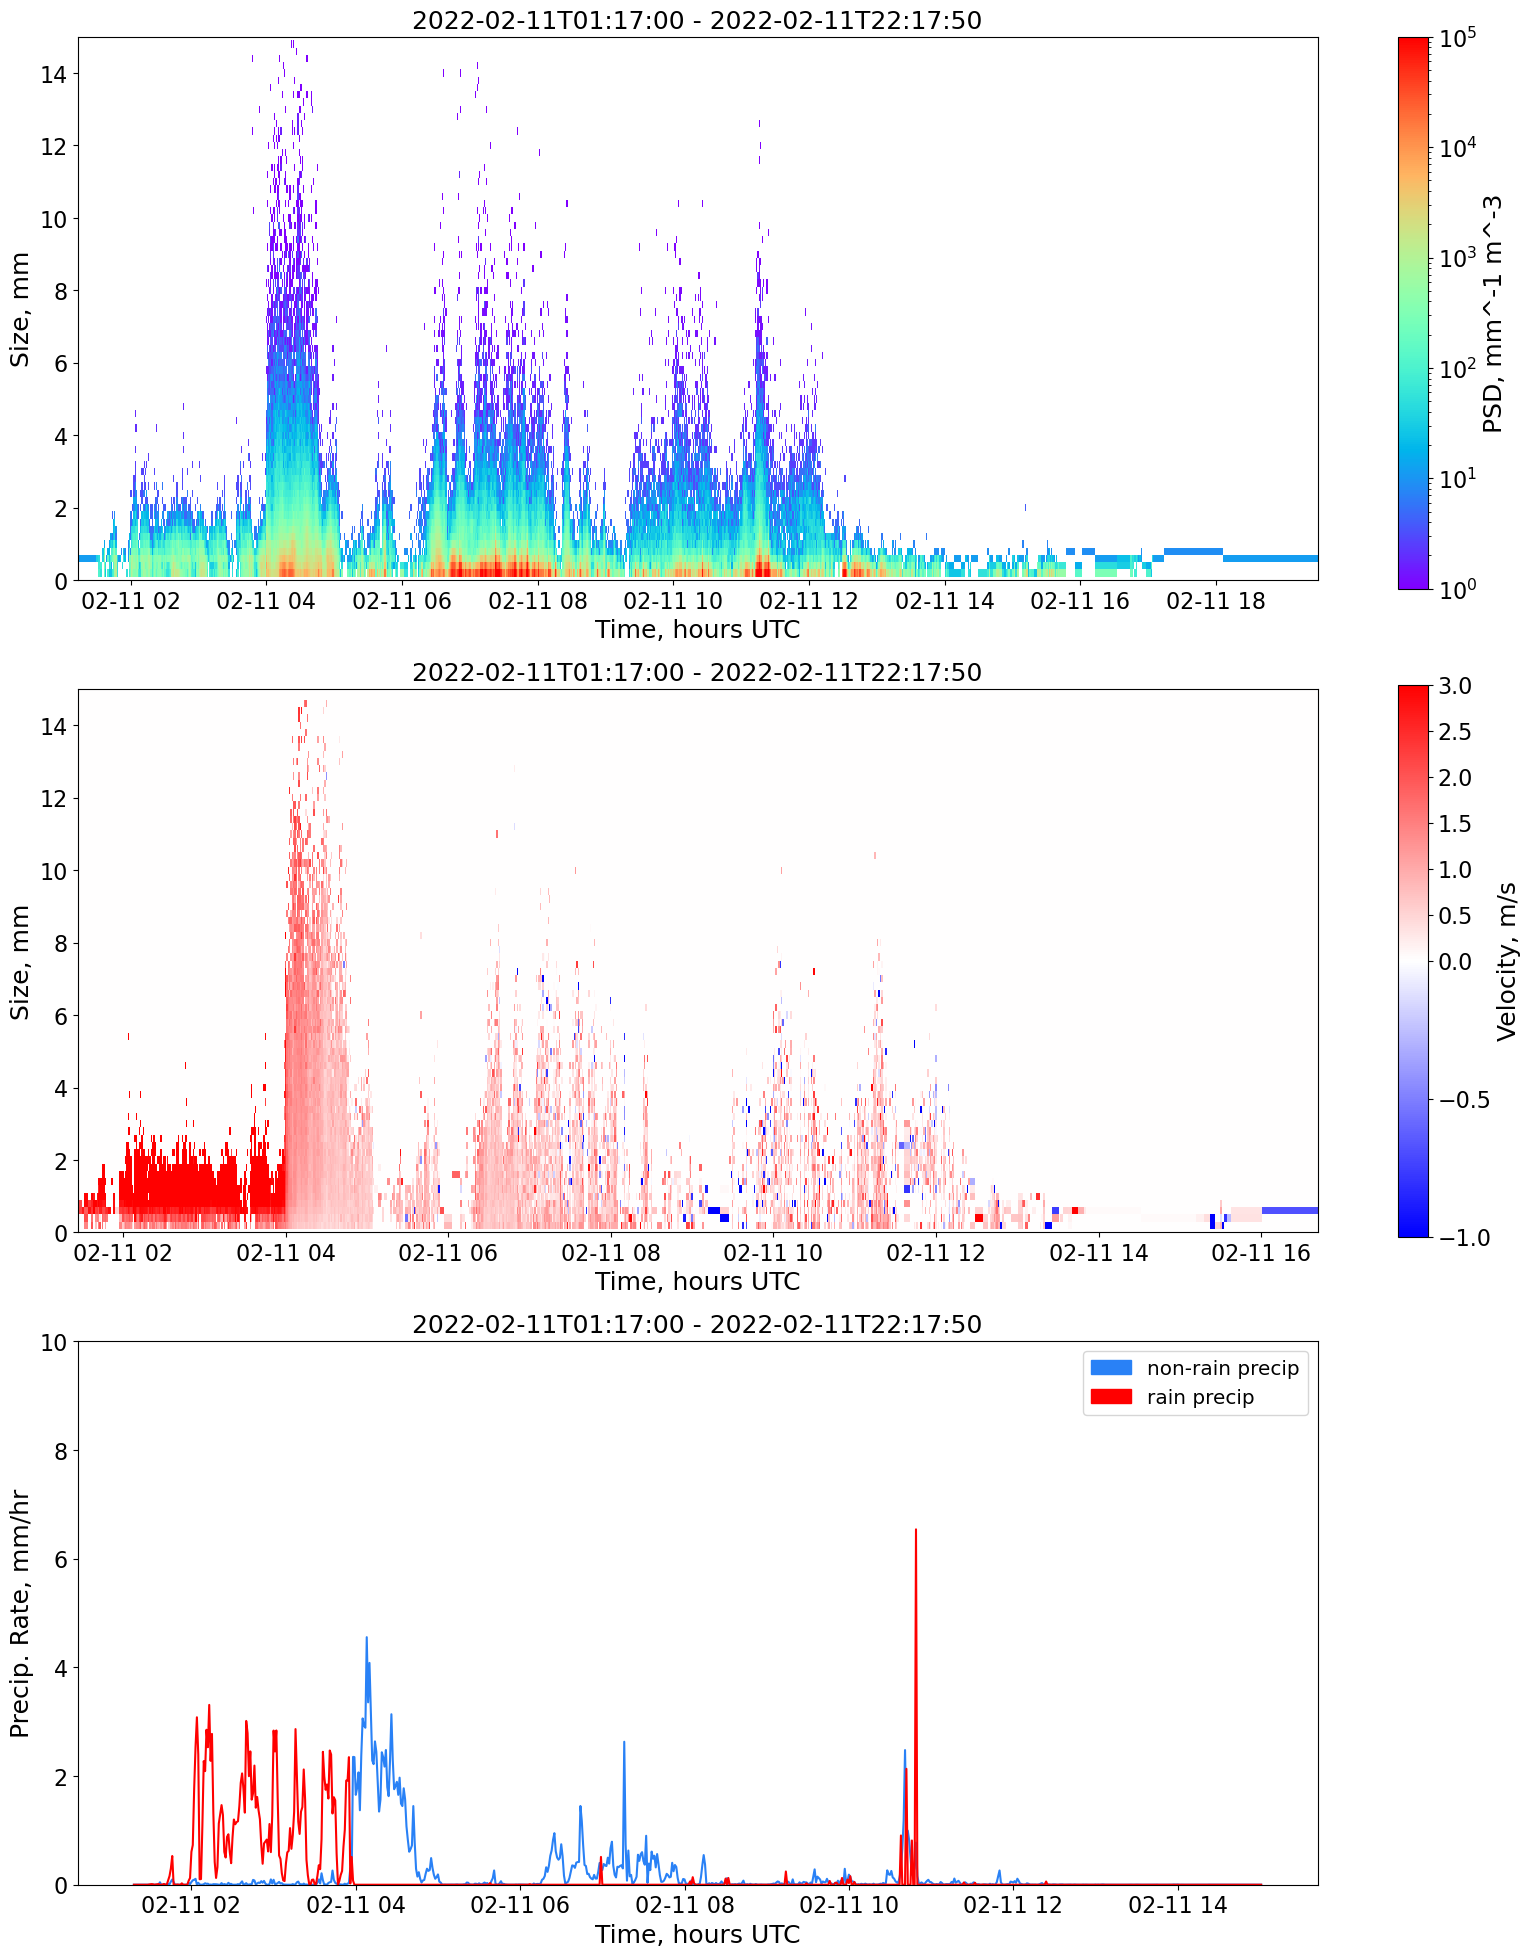 2022-02-11T01:17:00 - 2022-02-11T22:17:50
14
12
10
8
6
4
2
0
Size, mm
02-11 02 02-11 04 02-11 06 02-11 08 02-11 10 02-11 12 02-11 14 02-11 16 02-11 18
Time, hours UTC
10^5
10^4
10^3
10^2
10^1
10^0
PSD, mm^-1 m^-3
2022-02-11T01:17:00 - 2022-02-11T22:17:50
14
12
10
8
6
4
2
0
Size, mm
02-11 02 02-11 04 02-11 06 02-11 08 02-11 10 02-11 12 02-11 14 02-11 16
Time, hours UTC
3.0
2.5
2.0
1.5
1.0
0.5
0.0
−0.5
−1.0
Velocity, m/s
2022-02-11T01:17:00 - 2022-02-11T22:17:50
10
8
6
4
2
0
Precip. Rate, mm/hr
non-rain precip
rain precip
02-11 02 02-11 04 02-11 06 02-11 08 02-11 10 02-11 12 02-11 14
Time, hours UTC